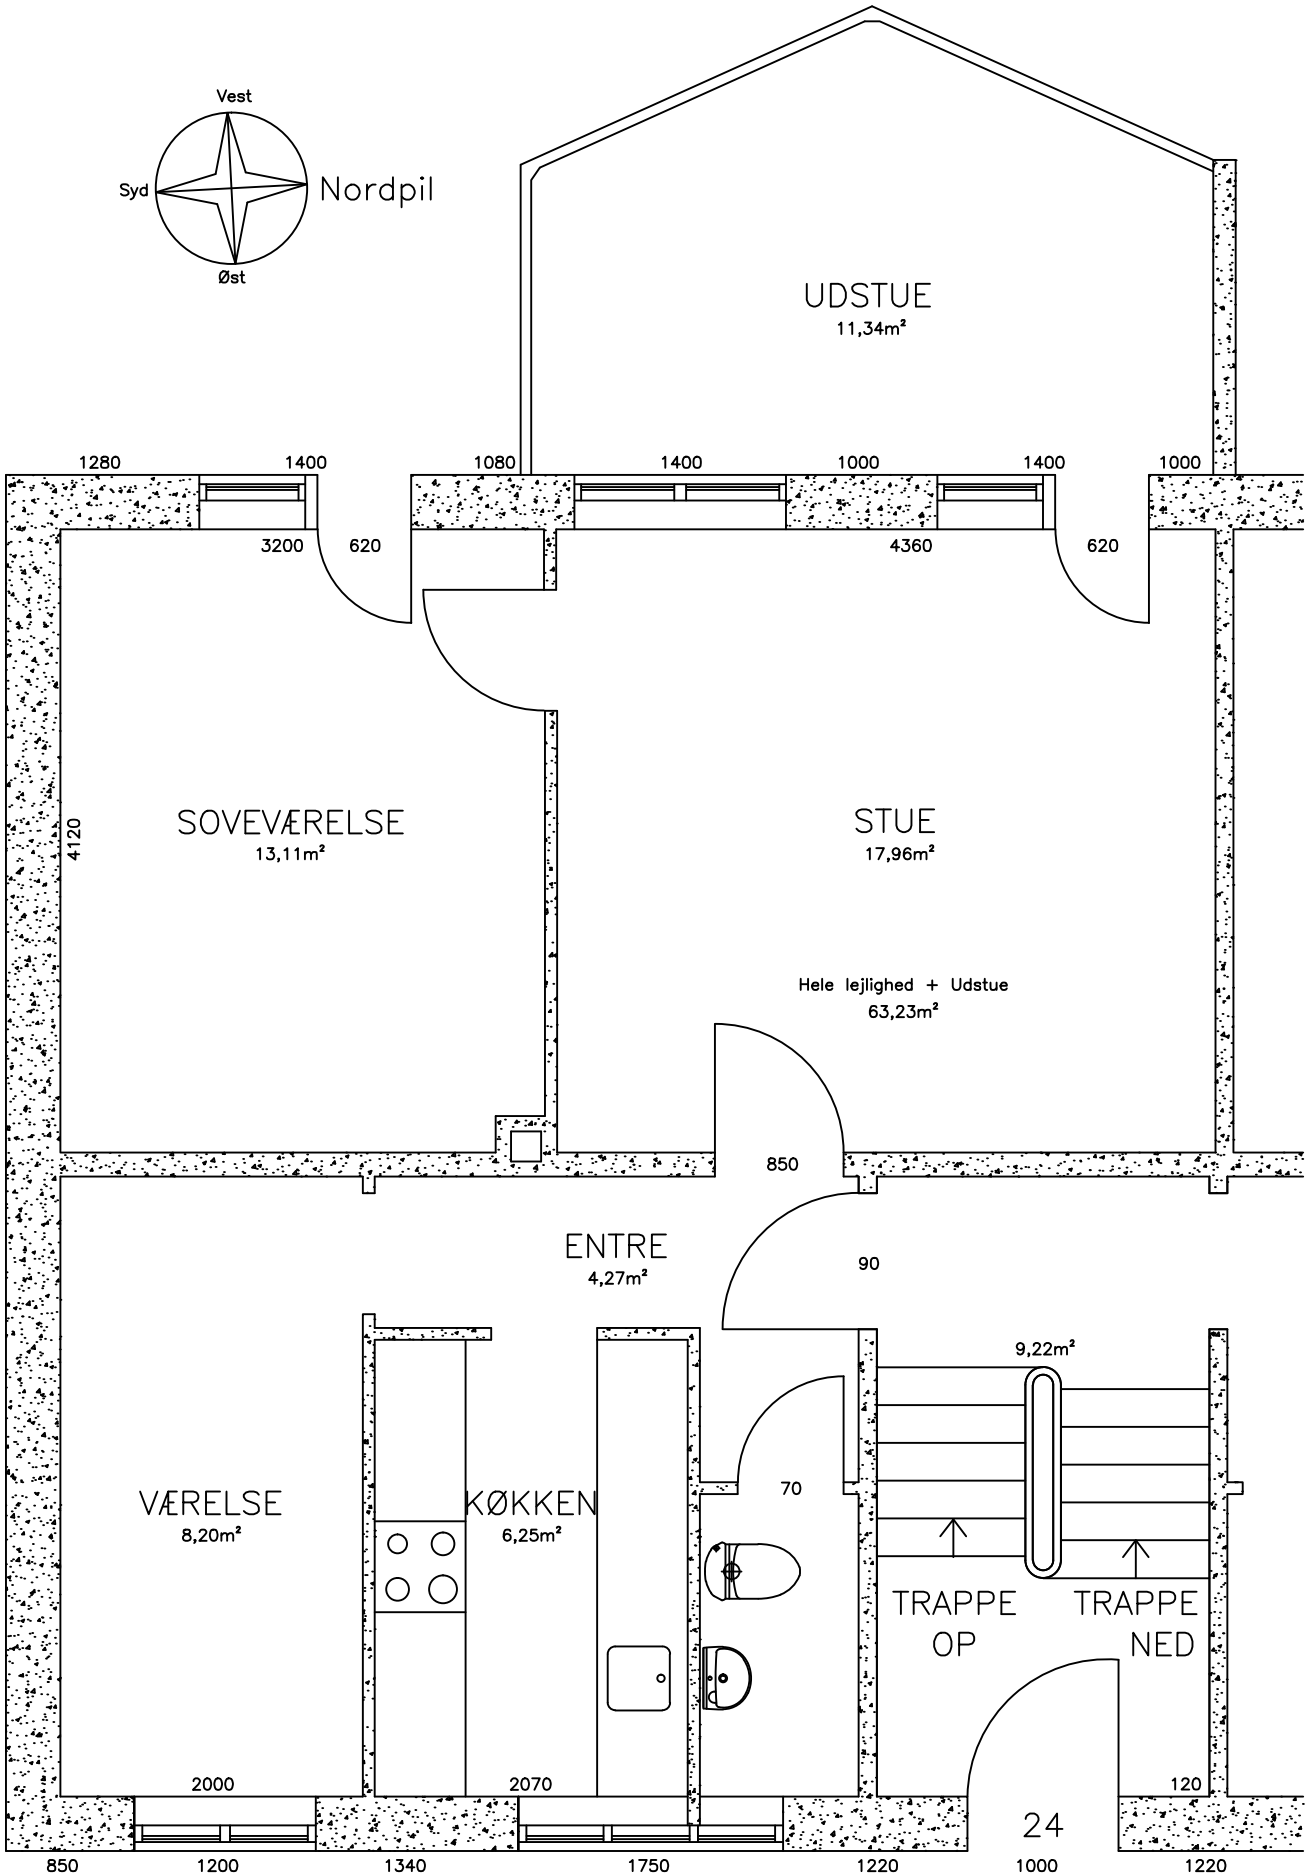 Vest
Syd
Nordpil
Øst
UDSTUE
11,34m²
1280
1400
1080
1400
1000
1400
1000
3200
620
4360
620
SOVEVÆRELSE
13,11m²
4120
STUE
17,96m²
Hele lejlighed + Udstue
63,23m²
850
ENTRE
4,27m²
90
9,22m²
VÆRELSE
8,20m²
KØKKEN
6,25m²
70
TRAPPE
OP
TRAPPE
NED
2000
2070
120
24
850
1200
1340
1750
1220
1000
1220